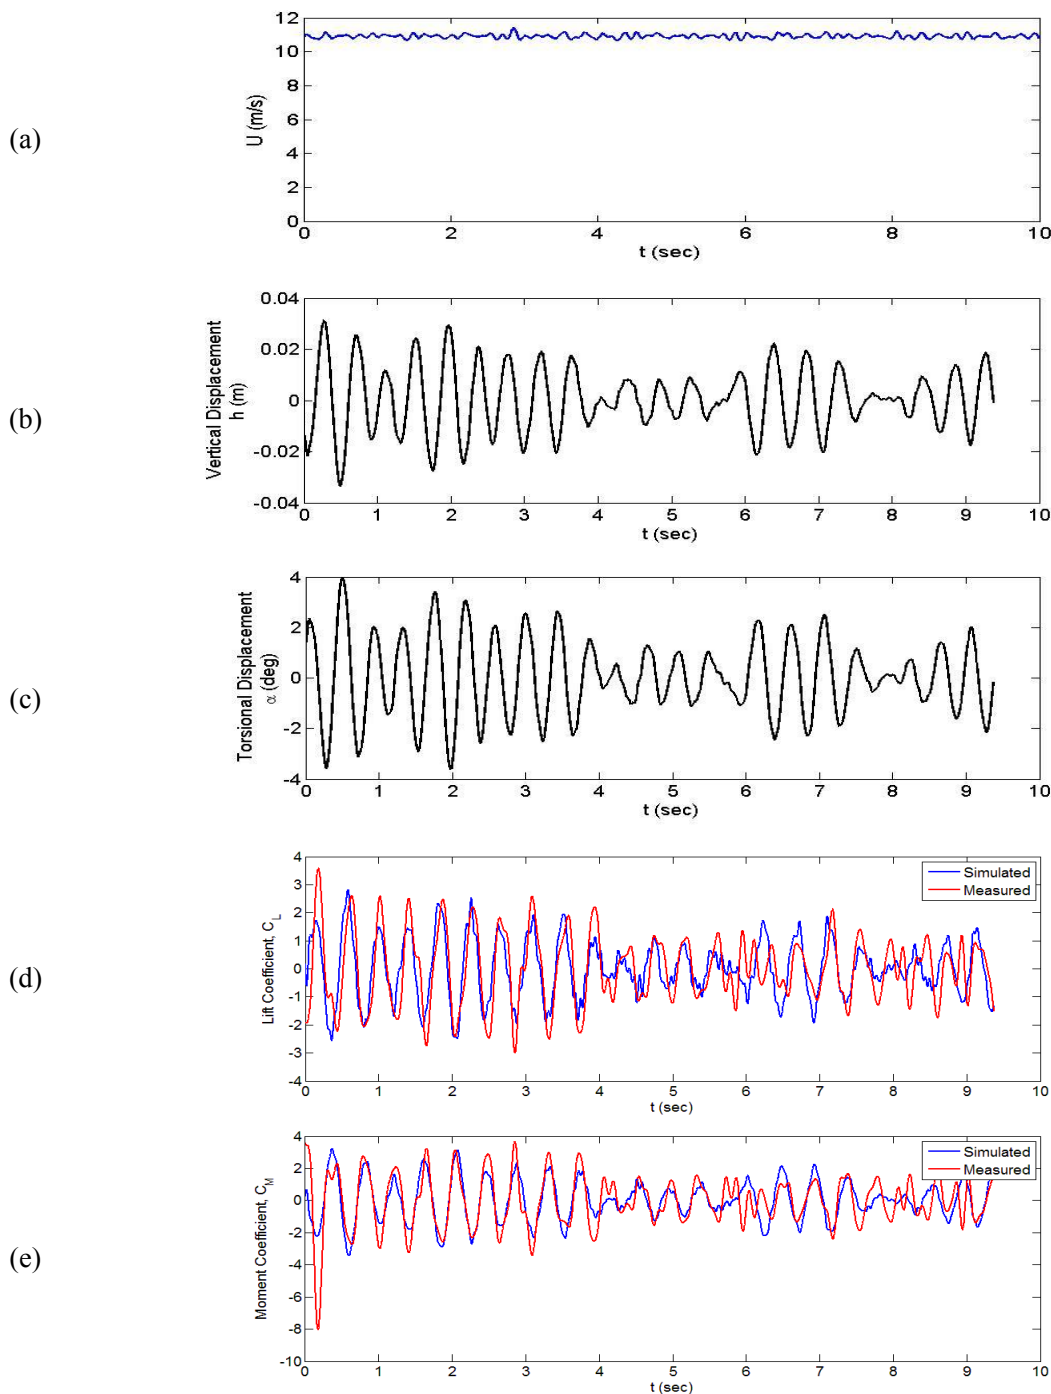 (a)
U (m/s)
12
10
8
6
4
2
0
0 2 4 6 8 10
t (sec)
(b)
Vertical Displacement
h (m)
0.04
0.02
0
-0.02
-0.04
0 1 2 3 4 5 6 7 8 9 10
t (sec)
(c)
Torsional Displacement
α (deg)
4
2
0
-2
-4
0 1 2 3 4 5 6 7 8 9 10
t (sec)
(d)
Lift Coefficient, C_L
4
3
2
1
0
-1
-2
-3
-4
Simulated
Measured
0 1 2 3 4 5 6 7 8 9 10
t (sec)
(e)
Moment Coefficient, C_M
4
2
0
-2
-4
-6
-8
-10
Simulated
Measured
0 1 2 3 4 5 6 7 8 9 10
t (sec)